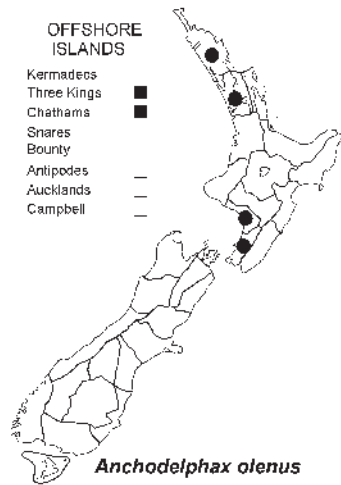 OFFSHORE
ISLANDS
Kermadecs
Three Kings ■
Chathams ■
Snares
Bounty
Antipodes _
Aucklands _
Campbell _
Anchodelphax olenus